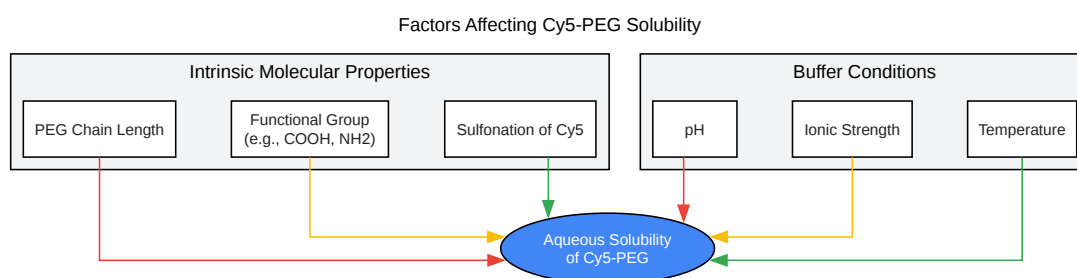 Factors Affecting Cy5-PEG Solubility
Intrinsic Molecular Properties
Buffer Conditions
PEG Chain Length
Functional Group
(e.g., COOH, NH2)
Sulfonation of Cy5
pH
Ionic Strength
Temperature
Aqueous Solubility
of Cy5-PEG